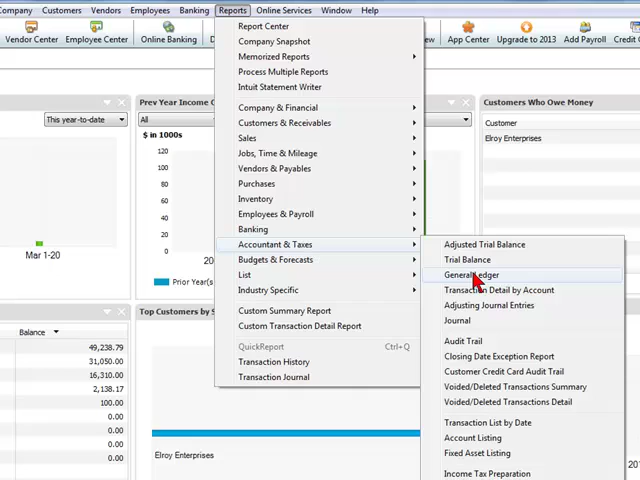 Company Customers Vendors Employees Banking Reports Online Services Window Help
Vendor Center Employee Center Online Banking App Center Upgrade to 2013 Add Payroll Credit
Report Center
Company Snapshot
Memorized Reports
Process Multiple Reports
Intuit Statement Writer
Company & Financial
Customers & Receivables
Sales
Jobs, Time & Mileage
Vendors & Payables
Purchases
Inventory
Employees & Payroll
Banking
Accountant & Taxes
Budgets & Forecasts
List
Industry Specific
Custom Summary Report
Custom Transaction Detail Report
QuickReport Ctrl+Q
Transaction History
Transaction Journal
Adjusted Trial Balance
Trial Balance
General Ledger
Transaction Detail by Account
Adjusting Journal Entries
Journal
Audit Trail
Closing Date Exception Report
Customer Credit Card Audit Trail
Voided/Deleted Transactions Summary
Voided/Deleted Transactions Detail
Transaction List by Date
Account Listing
Fixed Asset Listing
Income Tax Preparation
This year-to-date
Mar 1-20
Prev Year Income
All
$ in 1000s
120
100
80
60
40
20
0
Prior Year(s)
Customers Who Owe Money
Customer
Elroy Enterprises
Balance
49,238.79
31,050.00
16,310.00
2,138.17
100.00
0.00
0.00
0.00
0.00
Top Customers by S
Elroy Enterprises